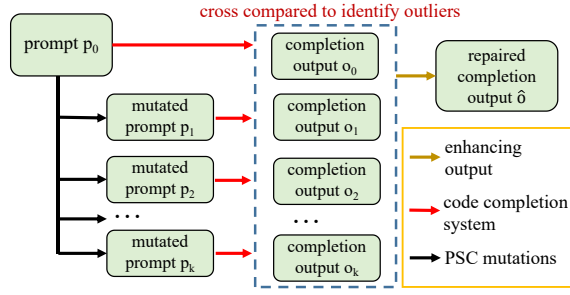 cross compared to identify outliers
prompt p0
completion
output o0
repaired
completion
output ô
mutated
prompt p1
completion
output o1
mutated
prompt p2
completion
output o2
...
...
mutated
prompt pk
completion
output ok
enhancing
output
code completion
system
PSC mutations